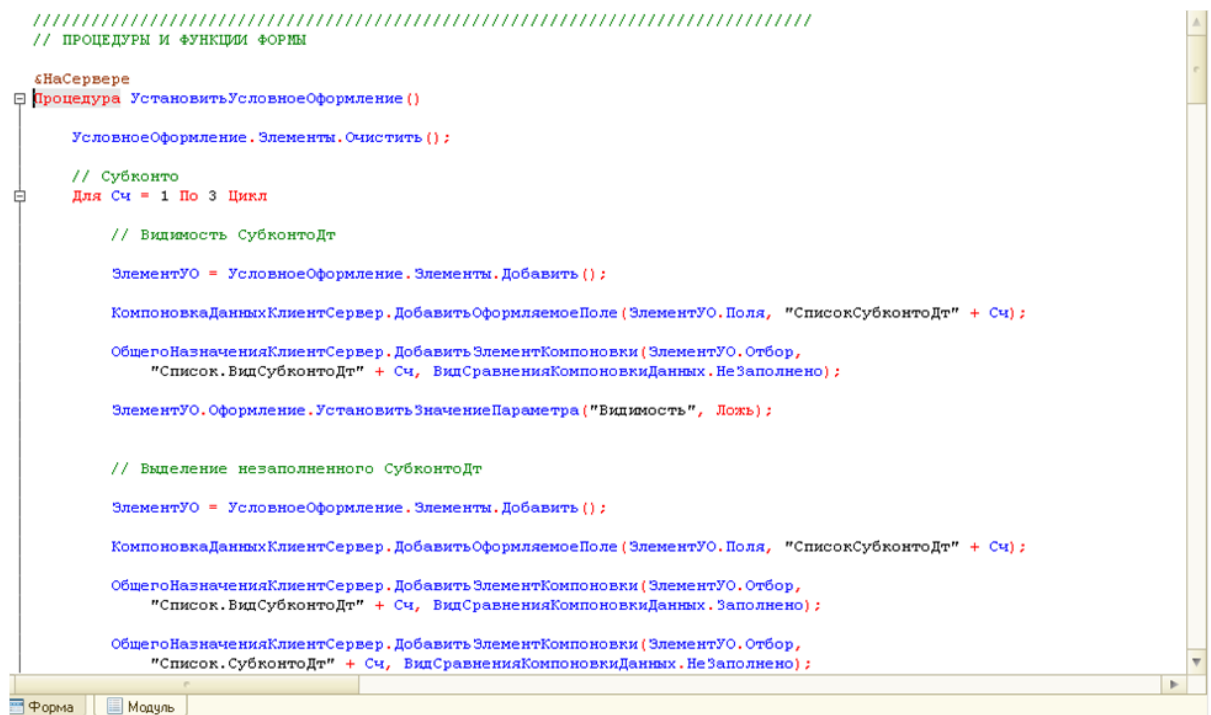 ////////////////////////////////////////////////////////////////////////////////
// ПРОЦЕДУРЫ И ФУНКЦИИ ФОРМЫ
&НаСервере
Процедура УстановитьУсловноеОформление()
УсловноеОформление.Элементы.Очистить();
// Субконто
Для Сч = 1 По 3 Цикл
// Видимость СубконтоДт
ЭлементУО = УсловноеОформление.Элементы.Добавить();
КомпоновкаДанныхКлиентСервер.ДобавитьОформляемоеПоле(ЭлементУО.Поля, "СписокСубконтоДт" + Сч);
ОбщегоНазначенияКлиентСервер.ДобавитьЭлементКомпоновки(ЭлементУО.Отбор,
"Список.ВидСубконтоДт" + Сч, ВидСравненияКомпоновкиДанных.НеЗаполнено);
ЭлементУО.Оформление.УстановитьЗначениеПараметра("Видимость", Ложь);
// Выделение незаполненного СубконтоДт
ЭлементУО = УсловноеОформление.Элементы.Добавить();
КомпоновкаДанныхКлиентСервер.ДобавитьОформляемоеПоле(ЭлементУО.Поля, "СписокСубконтоДт" + Сч);
ОбщегоНазначенияКлиентСервер.ДобавитьЭлементКомпоновки(ЭлементУО.Отбор,
"Список.ВидСубконтоДт" + Сч, ВидСравненияКомпоновкиДанных.Заполнено);
ОбщегоНазначенияКлиентСервер.ДобавитьЭлементКомпоновки(ЭлементУО.Отбор,
"Список.СубконтоДт" + Сч, ВидСравненияКомпоновкиДанных.НеЗаполнено);
Форма Модуль